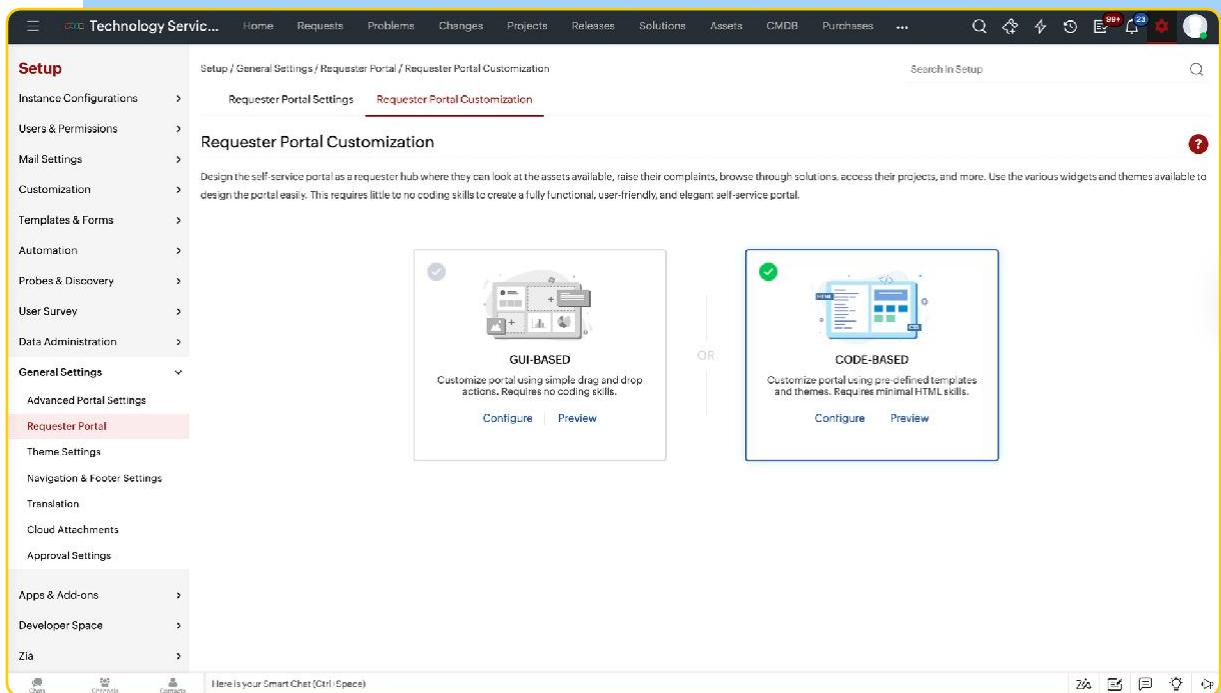 Technology Servic...
Home Requests Problems Changes Projects Releases Solutions Assets CMDB Purchases ...
99+
23
Setup
Instance Configurations
Users & Permissions
Mail Settings
Customization
Templates & Forms
Automation
Probes & Discovery
User Survey
Data Administration
General Settings
Advanced Portal Settings
Requester Portal
Theme Settings
Navigation & Footer Settings
Translation
Cloud Attachments
Approval Settings
Apps & Add-ons
Developer Space
Zia
Setup / General Settings / Requester Portal / Requester Portal Customization
Search in Setup
Requester Portal Settings Requester Portal Customization
Requester Portal Customization
?
Design the self-service portal as a requester hub where they can look at the assets available, raise their complaints, browse through solutions, access their projects, and more. Use the various widgets and themes available to
design the portal easily. This requires little to no coding skills to create a fully functional, user-friendly, and elegant self-service portal.
GUI-BASED
Customize portal using simple drag and drop
actions. Requires no coding skills.
Configure Preview
OR
HTML
CSS
CODE-BASED
Customize portal using pre-defined templates
and themes. Requires minimal HTML skills.
Configure Preview
Chats Channels Contacts
Here is your Smart Chat (Ctrl+Space)